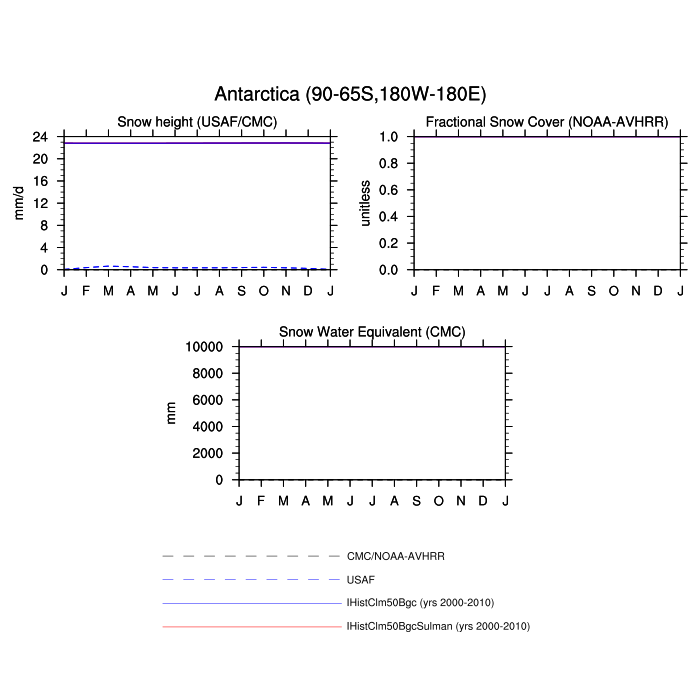 Antarctica (90-65S,180W-180E)
Snow height (USAF/CMC)
mm/d
24
20
16
12
8
4
0
J F M A M J J A S O N D J
Fractional Snow Cover (NOAA-AVHRR)
unitless
1.0
0.8
0.6
0.4
0.2
0.0
J F M A M J J A S O N D J
Snow Water Equivalent (CMC)
mm
10000
8000
6000
4000
2000
0
J F M A M J J A S O N D J
CMC/NOAA-AVHRR
USAF
IHistClm50Bgc (yrs 2000-2010)
IHistClm50BgcSulman (yrs 2000-2010)